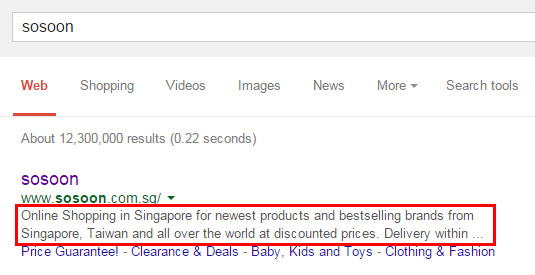 sosoon
Web Shopping Videos Images News More Search tools
About 12,300,000 results (0.22 seconds)
sosoon
www.sosoon.com.sg/
Online Shopping in Singapore for newest products and bestselling brands from
Singapore, Taiwan and all over the world at discounted prices. Delivery within ...
Price Guarantee! - Clearance & Deals - Baby, Kids and Toys - Clothing & Fashion